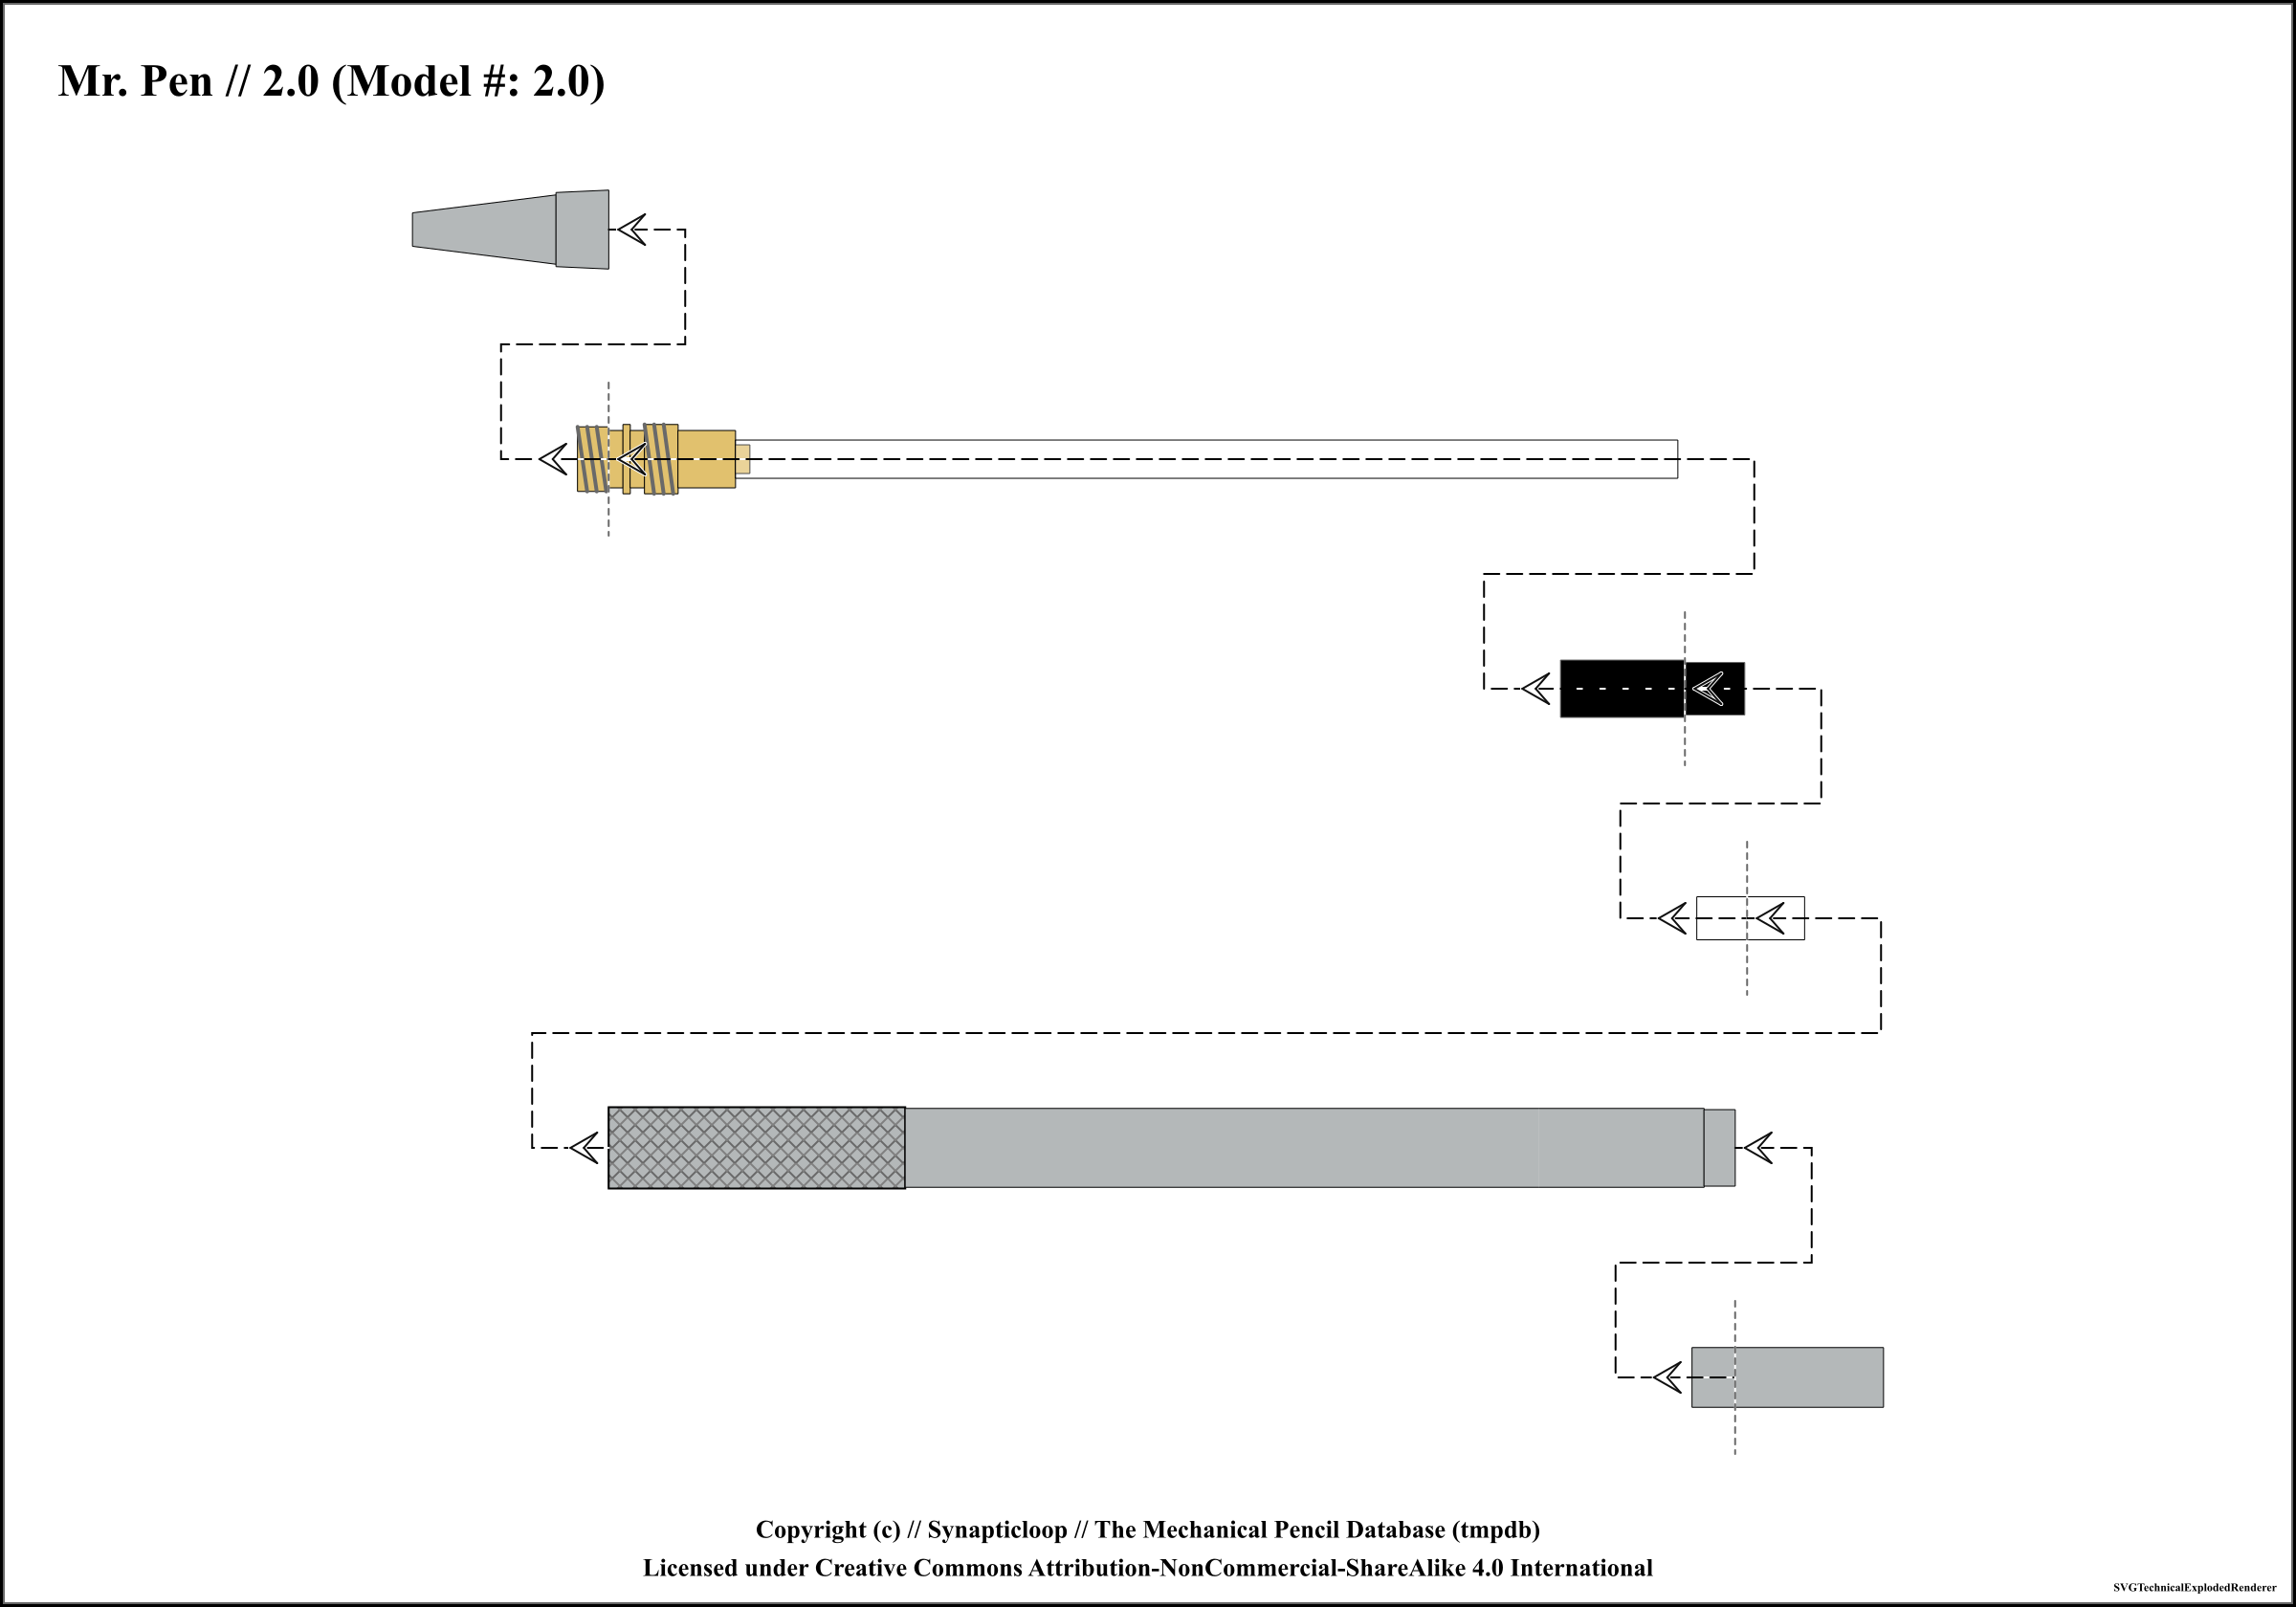 Mr. Pen // 2.0 (Model #: 2.0)
Copyright (c) // Synapticloop // The Mechanical Pencil Database (tmpdb)
Licensed under Creative Commons Attribution-NonCommercial-ShareAlike 4.0 International
SVGTechnicalExplodedRenderer